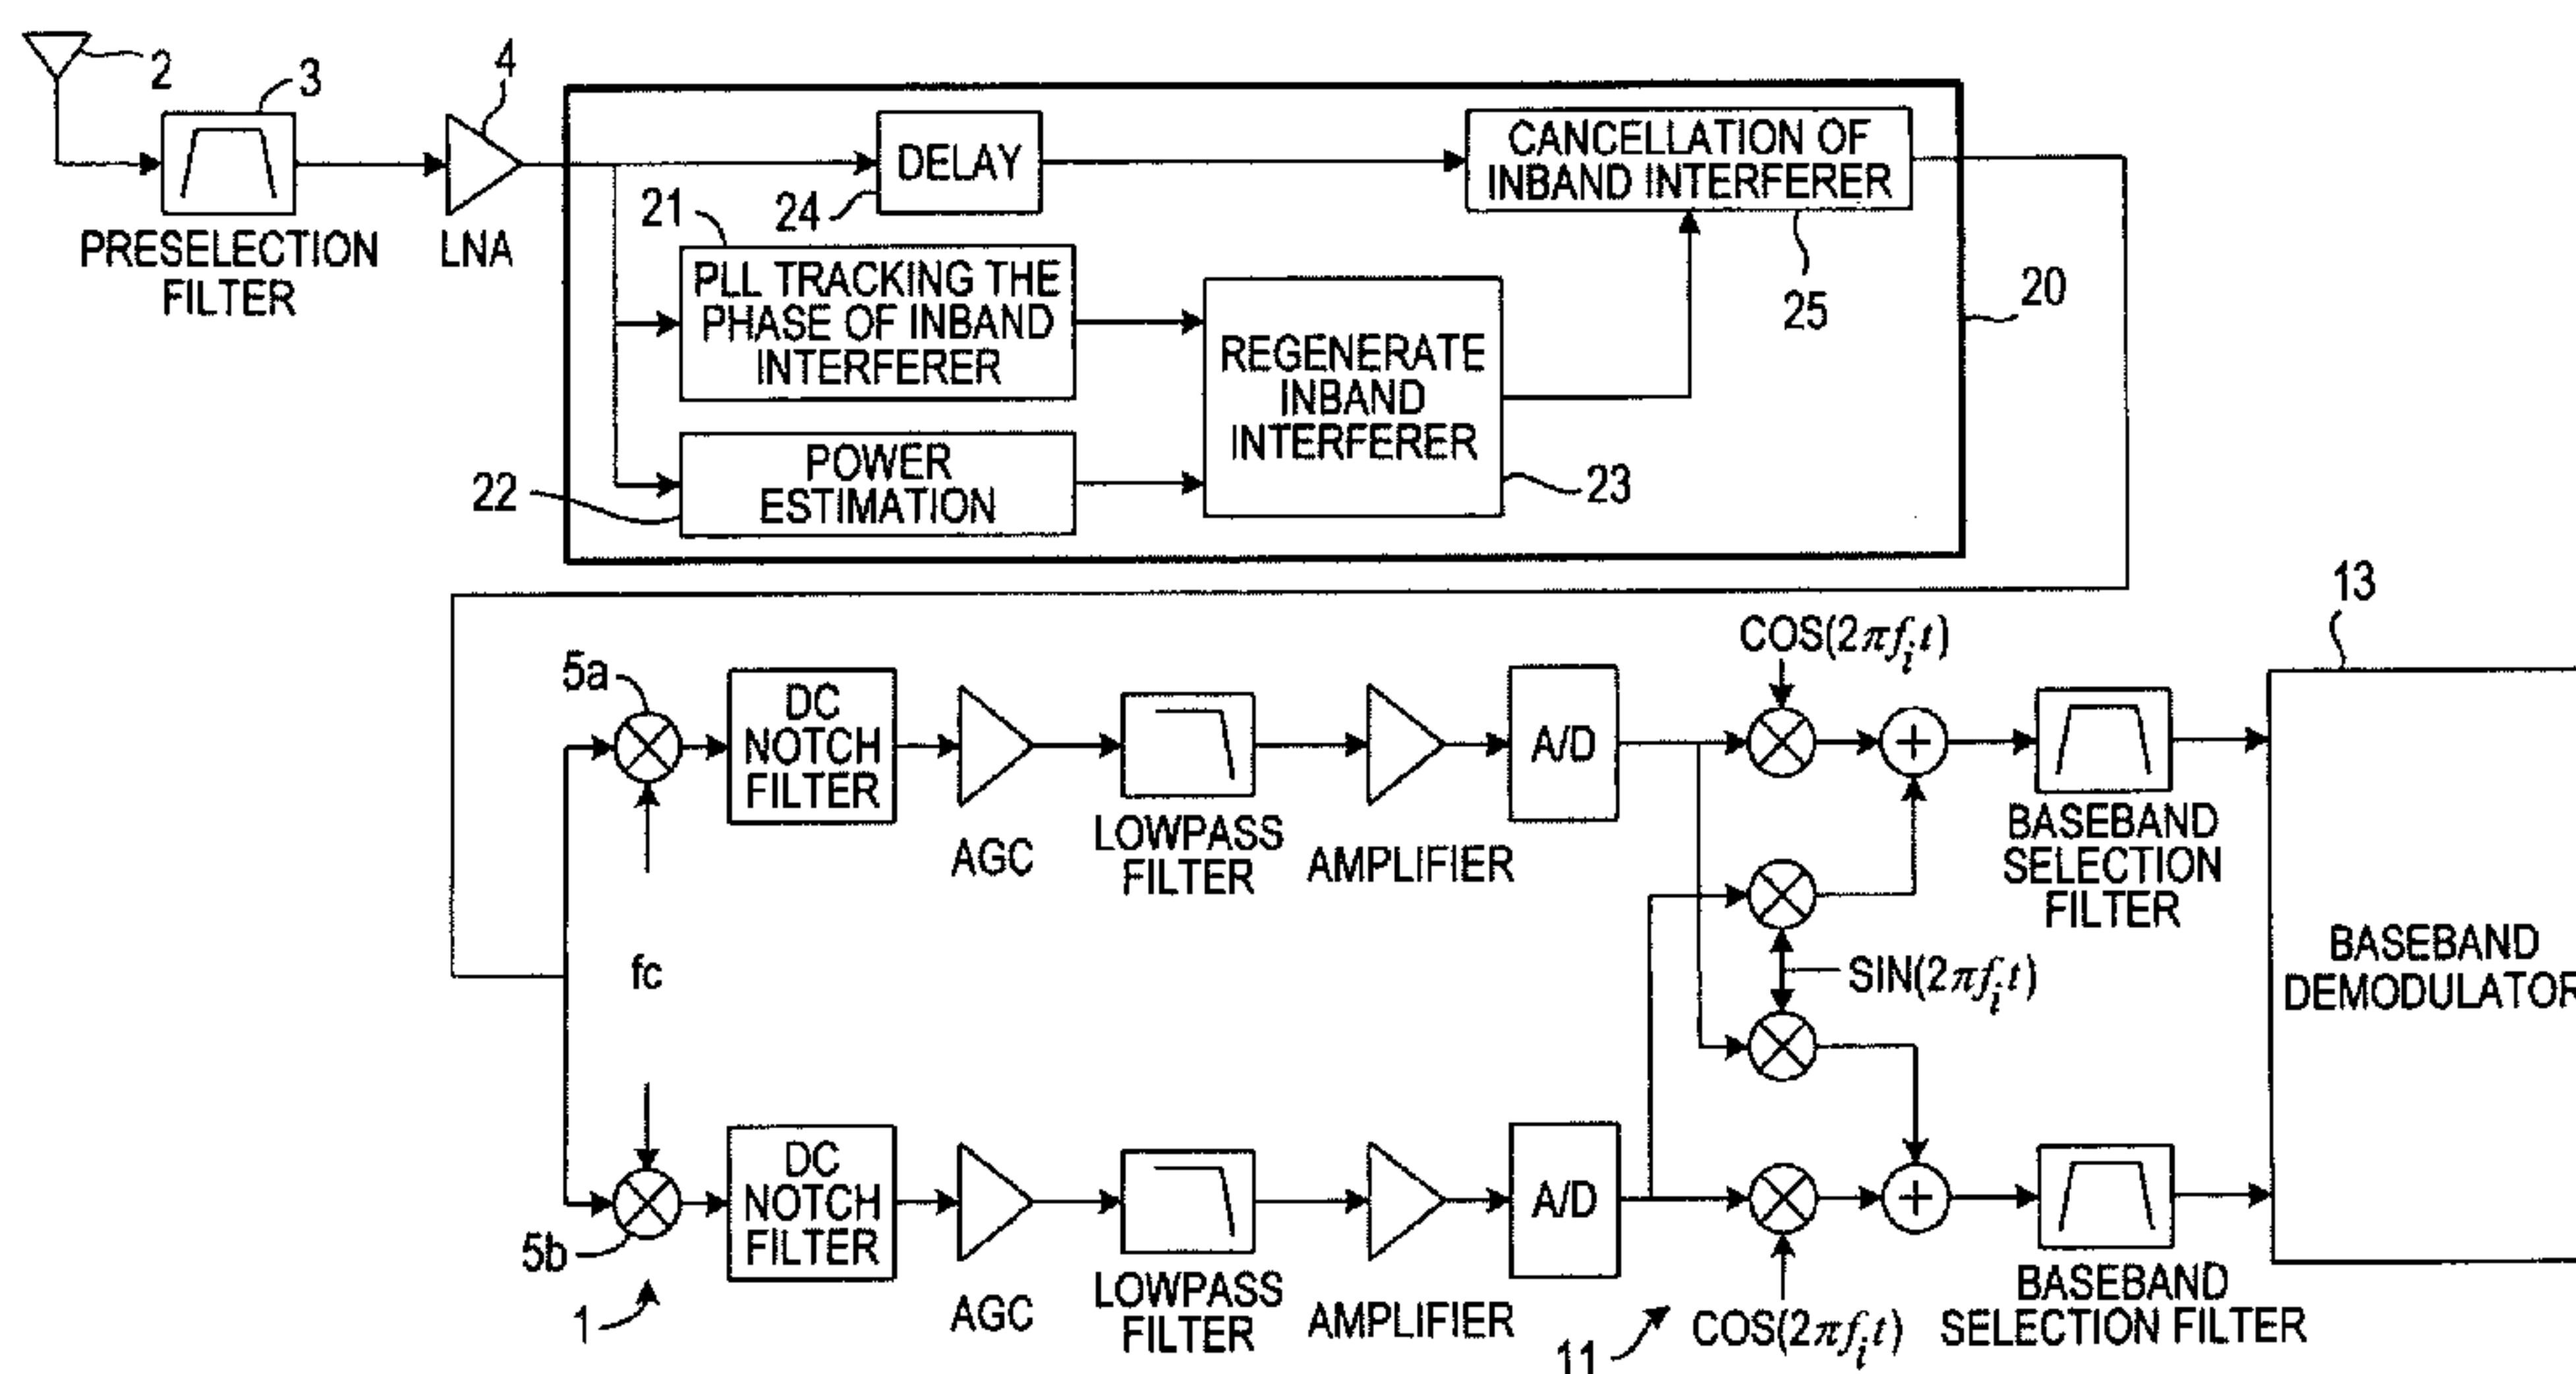 2
3
4
PRESELECTION
FILTER
LNA
DELAY
24
CANCELLATION OF
INBAND INTERFERER
25
20
21
PLL TRACKING THE
PHASE OF INBAND
INTERFERER
REGENERATE
INBAND
INTERFERER
23
POWER
ESTIMATION
22
5a
DC
NOTCH
FILTER
AGC
LOWPASS
FILTER
AMPLIFIER
A/D
COS(2πfit)
BASEBAND
SELECTION
FILTER
13
BASEBAND
DEMODULATOR
fc
SIN(2πfit)
5b
1
DC
NOTCH
FILTER
AGC
LOWPASS
FILTER
AMPLIFIER
A/D
11
COS(2πfit)
BASEBAND
SELECTION FILTER